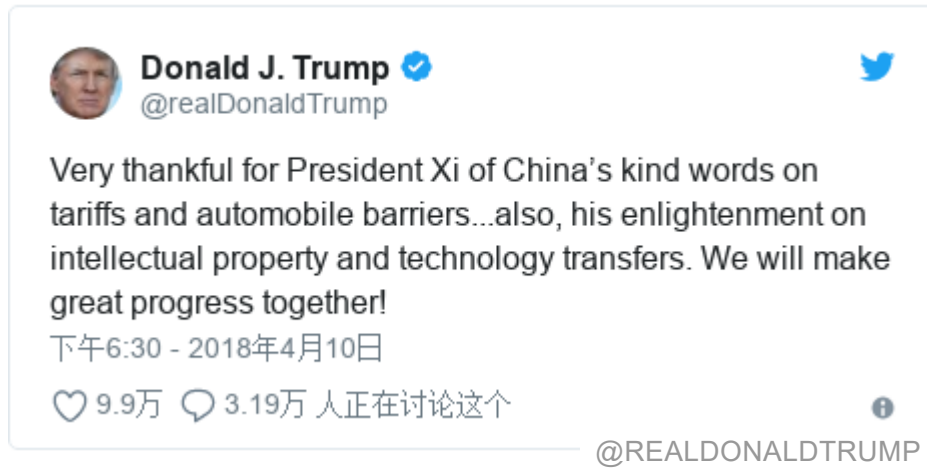 Donald J. Trump
@realDonaldTrump
Very thankful for President Xi of China’s kind words on
tariffs and automobile barriers...also, his enlightenment on
intellectual property and technology transfers. We will make
great progress together!
下午6:30 - 2018年4月10日
9.9万 3.19万 人正在讨论这个
@REALDONALDTRUMP